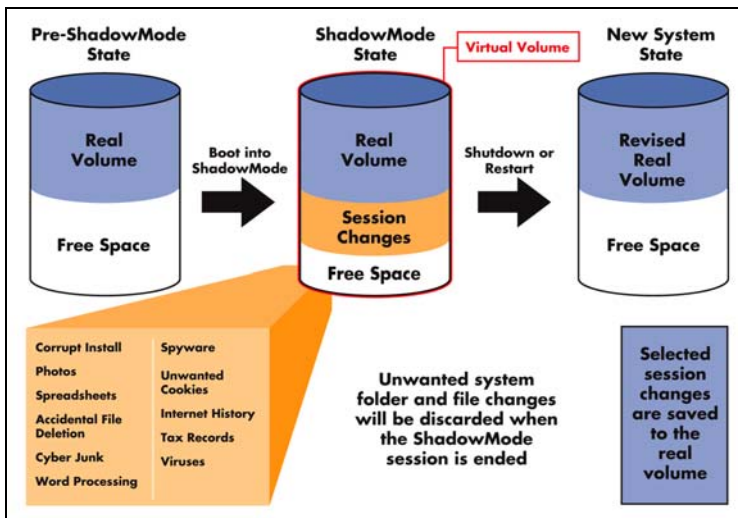 Pre-ShadowMode
State
ShadowMode
State
Virtual Volume
New System
State
Real
Volume
Free Space
Boot into
ShadowMode
Real
Volume
Session
Changes
Free Space
Shutdown or
Restart
Revised
Real
Volume
Free Space
Corrupt Install
Photos
Spreadsheets
Accidental File
Deletion
Cyber Junk
Word Processing
Spyware
Unwanted
Cookies
Internet History
Tax Records
Viruses
Unwanted system
folder and file changes
will be discarded when
the ShadowMode
session is ended
Selected
session
changes
are saved
to the
real
volume